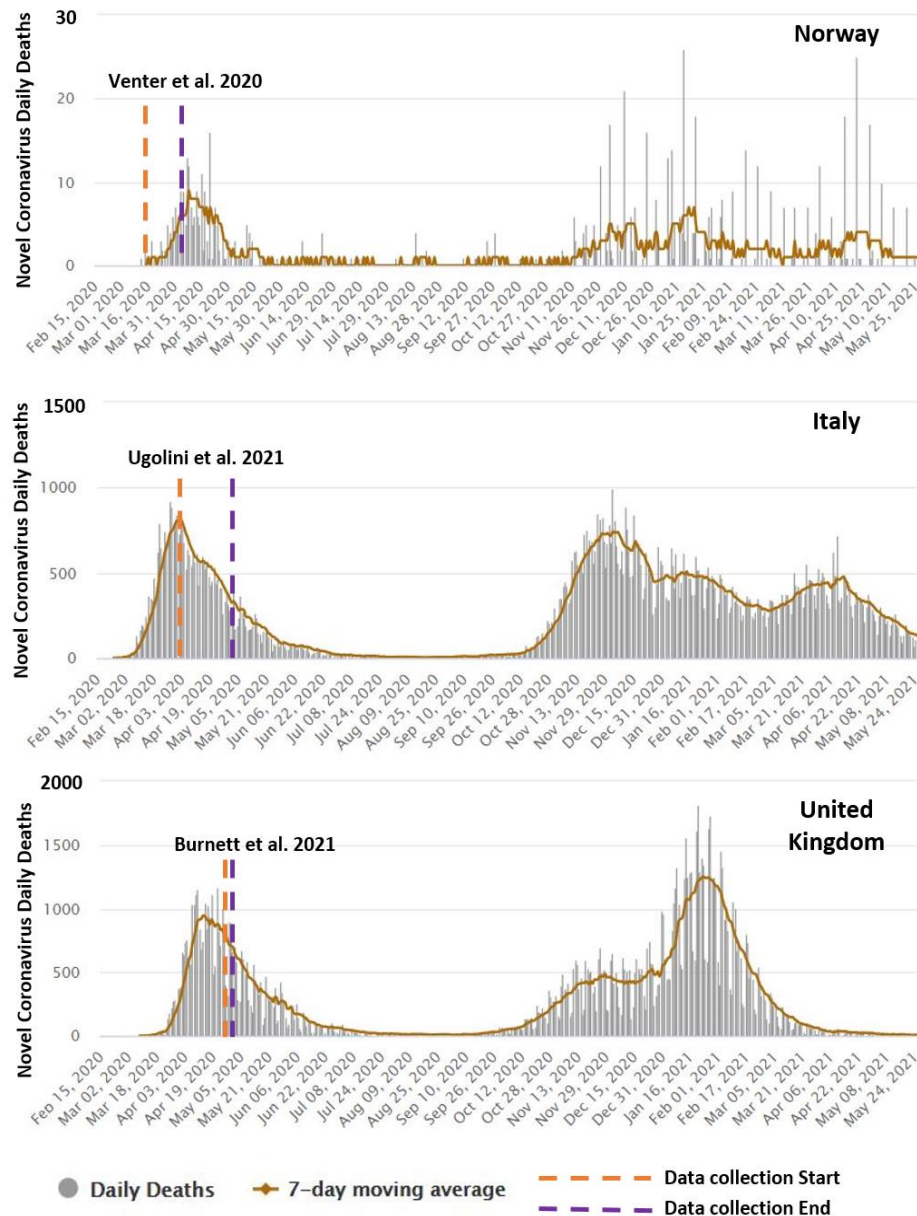 30
Norway
Venter et al. 2020
20
10
0
Novel Coronavirus Daily Deaths
Feb 15, 2020
Mar 01, 2020
Mar 16, 2020
Mar 31, 2020
Apr 15, 2020
Apr 30, 2020
May 15, 2020
May 30, 2020
Jun 14, 2020
Jun 29, 2020
Jul 14, 2020
Jul 29, 2020
Aug 13, 2020
Aug 28, 2020
Sep 12, 2020
Sep 27, 2020
Oct 12, 2020
Oct 27, 2020
Nov 11, 2020
Nov 26, 2020
Dec 11, 2020
Dec 26, 2020
Jan 10, 2021
Jan 25, 2021
Feb 09, 2021
Feb 24, 2021
Mar 11, 2021
Mar 26, 2021
Apr 10, 2021
Apr 25, 2021
May 10, 2021
May 25, 2021
1500
Italy
Ugolini et al. 2021
1000
500
0
Novel Coronavirus Daily Deaths
Feb 15, 2020
Mar 02, 2020
Mar 18, 2020
Apr 03, 2020
Apr 19, 2020
May 05, 2020
May 21, 2020
Jun 06, 2020
Jun 22, 2020
Jul 08, 2020
Jul 24, 2020
Aug 09, 2020
Aug 25, 2020
Sep 10, 2020
Sep 26, 2020
Oct 12, 2020
Oct 28, 2020
Nov 13, 2020
Nov 29, 2020
Dec 15, 2020
Dec 31, 2020
Jan 16, 2021
Feb 01, 2021
Feb 17, 2021
Mar 05, 2021
Mar 21, 2021
Apr 06, 2021
Apr 22, 2021
May 08, 2021
May 24, 2021
2000
United
Kingdom
Burnett et al. 2021
1500
1000
500
0
Novel Coronavirus Daily Deaths
Feb 15, 2020
Mar 02, 2020
Mar 18, 2020
Apr 03, 2020
Apr 19, 2020
May 05, 2020
May 21, 2020
Jun 06, 2020
Jun 22, 2020
Jul 08, 2020
Jul 24, 2020
Aug 09, 2020
Aug 25, 2020
Sep 10, 2020
Sep 26, 2020
Oct 12, 2020
Oct 28, 2020
Nov 13, 2020
Nov 29, 2020
Dec 15, 2020
Dec 31, 2020
Jan 16, 2021
Feb 01, 2021
Feb 17, 2021
Mar 05, 2021
Mar 21, 2021
Apr 06, 2021
Apr 22, 2021
May 08, 2021
May 24, 2021
Daily Deaths
7-day moving average
Data collection Start
Data collection End